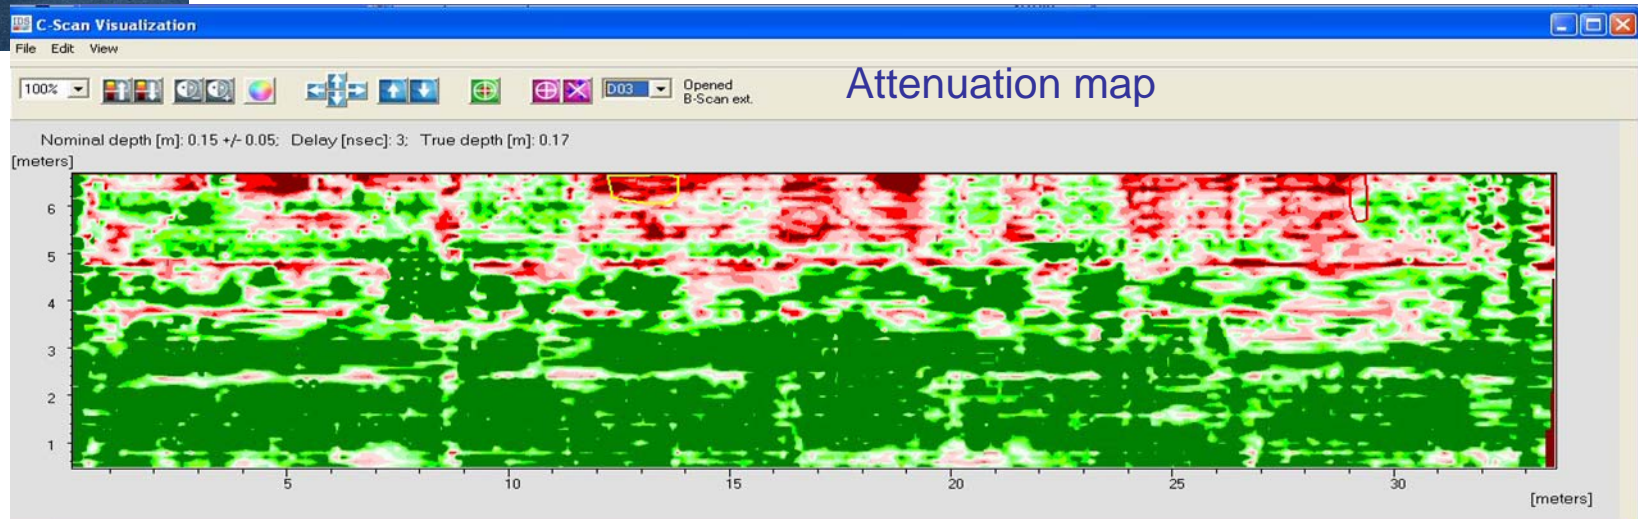 IDS C-Scan Visualization
File Edit View
100% D03 Opened
B-Scan ext.
Attenuation map
Nominal depth [m]: 0.15 +/- 0.05; Delay [nsec]: 3; True depth [m]: 0.17
[meters]
6
5
4
3
2
1
5 10 15 20 25 30
[meters]